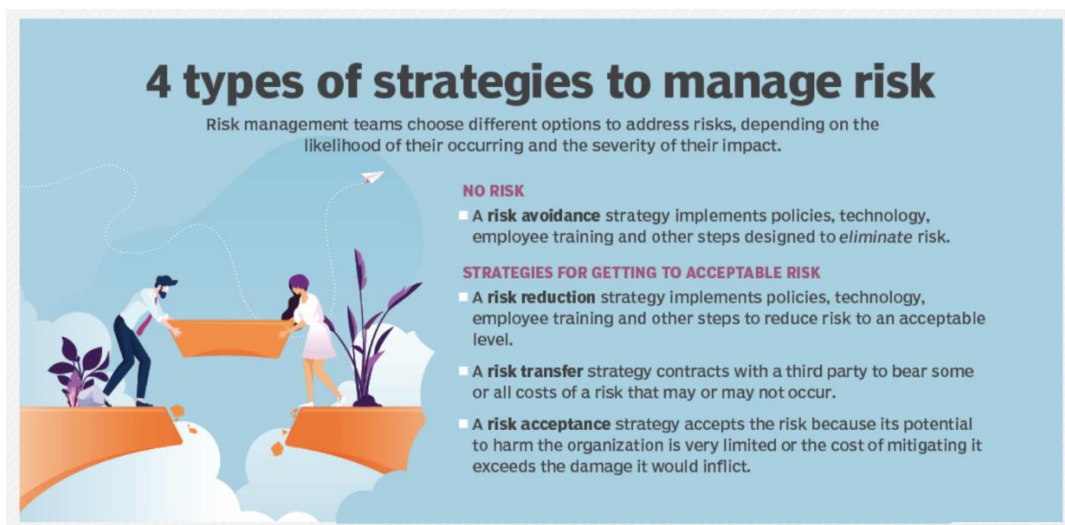 4 types of strategies to manage risk
Risk management teams choose different options to address risks, depending on the
likelihood of their occurring and the severity of their impact.
NO RISK
A risk avoidance strategy implements policies, technology,
employee training and other steps designed to eliminate risk.
STRATEGIES FOR GETTING TO ACCEPTABLE RISK
A risk reduction strategy implements policies, technology,
employee training and other steps to reduce risk to an acceptable
level.
A risk transfer strategy contracts with a third party to bear some
or all costs of a risk that may or may not occur.
A risk acceptance strategy accepts the risk because its potential
to harm the organization is very limited or the cost of mitigating it
exceeds the damage it would inflict.